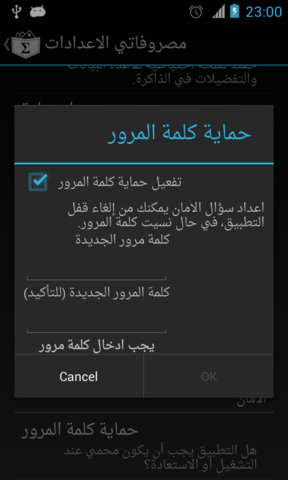 23:00
مصروفاتي الاعدادات
والتفضيلات في الذاكرة.
حماية كلمة المرور
تفعيل حماية كلمة المرور
اعداد سؤال الامان يمكنك من إلغاء قفل
التطبيق، في حال نسيت كلمة المرور.
كلمة مرور الجديدة
كلمة المرور الجديدة (للتأكيد)
يجب ادخال كلمة مرور
Cancel
OK
الامان
حماية كلمة المرور
هل التطبيق يجب أن يكون محمي عند
التشغيل أو الاستعادة؟